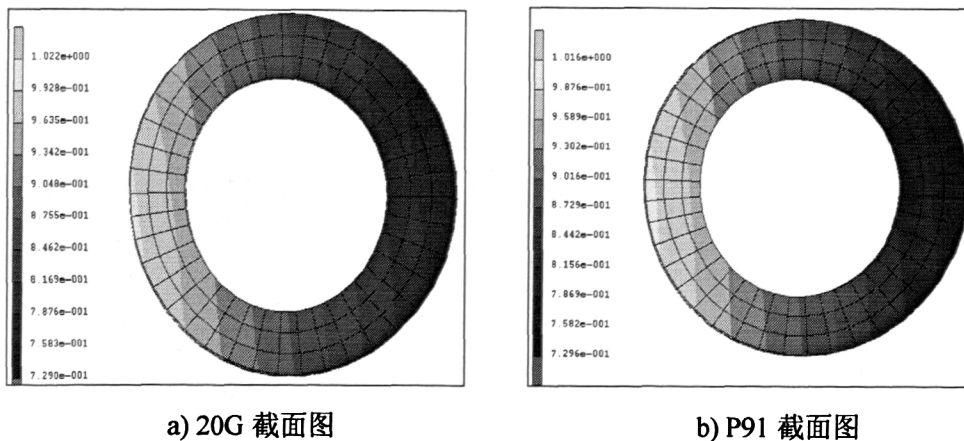 1.022e+000
9.928e-001
9.635e-001
9.342e-001
9.048e-001
8.755e-001
8.462e-001
8.169e-001
7.876e-001
7.583e-001
7.290e-001
1.016e+000
9.876e-001
9.589e-001
9.302e-001
9.016e-001
8.729e-001
8.442e-001
8.156e-001
7.869e-001
7.582e-001
7.296e-001
a) 20G 截面图
b) P91 截面图